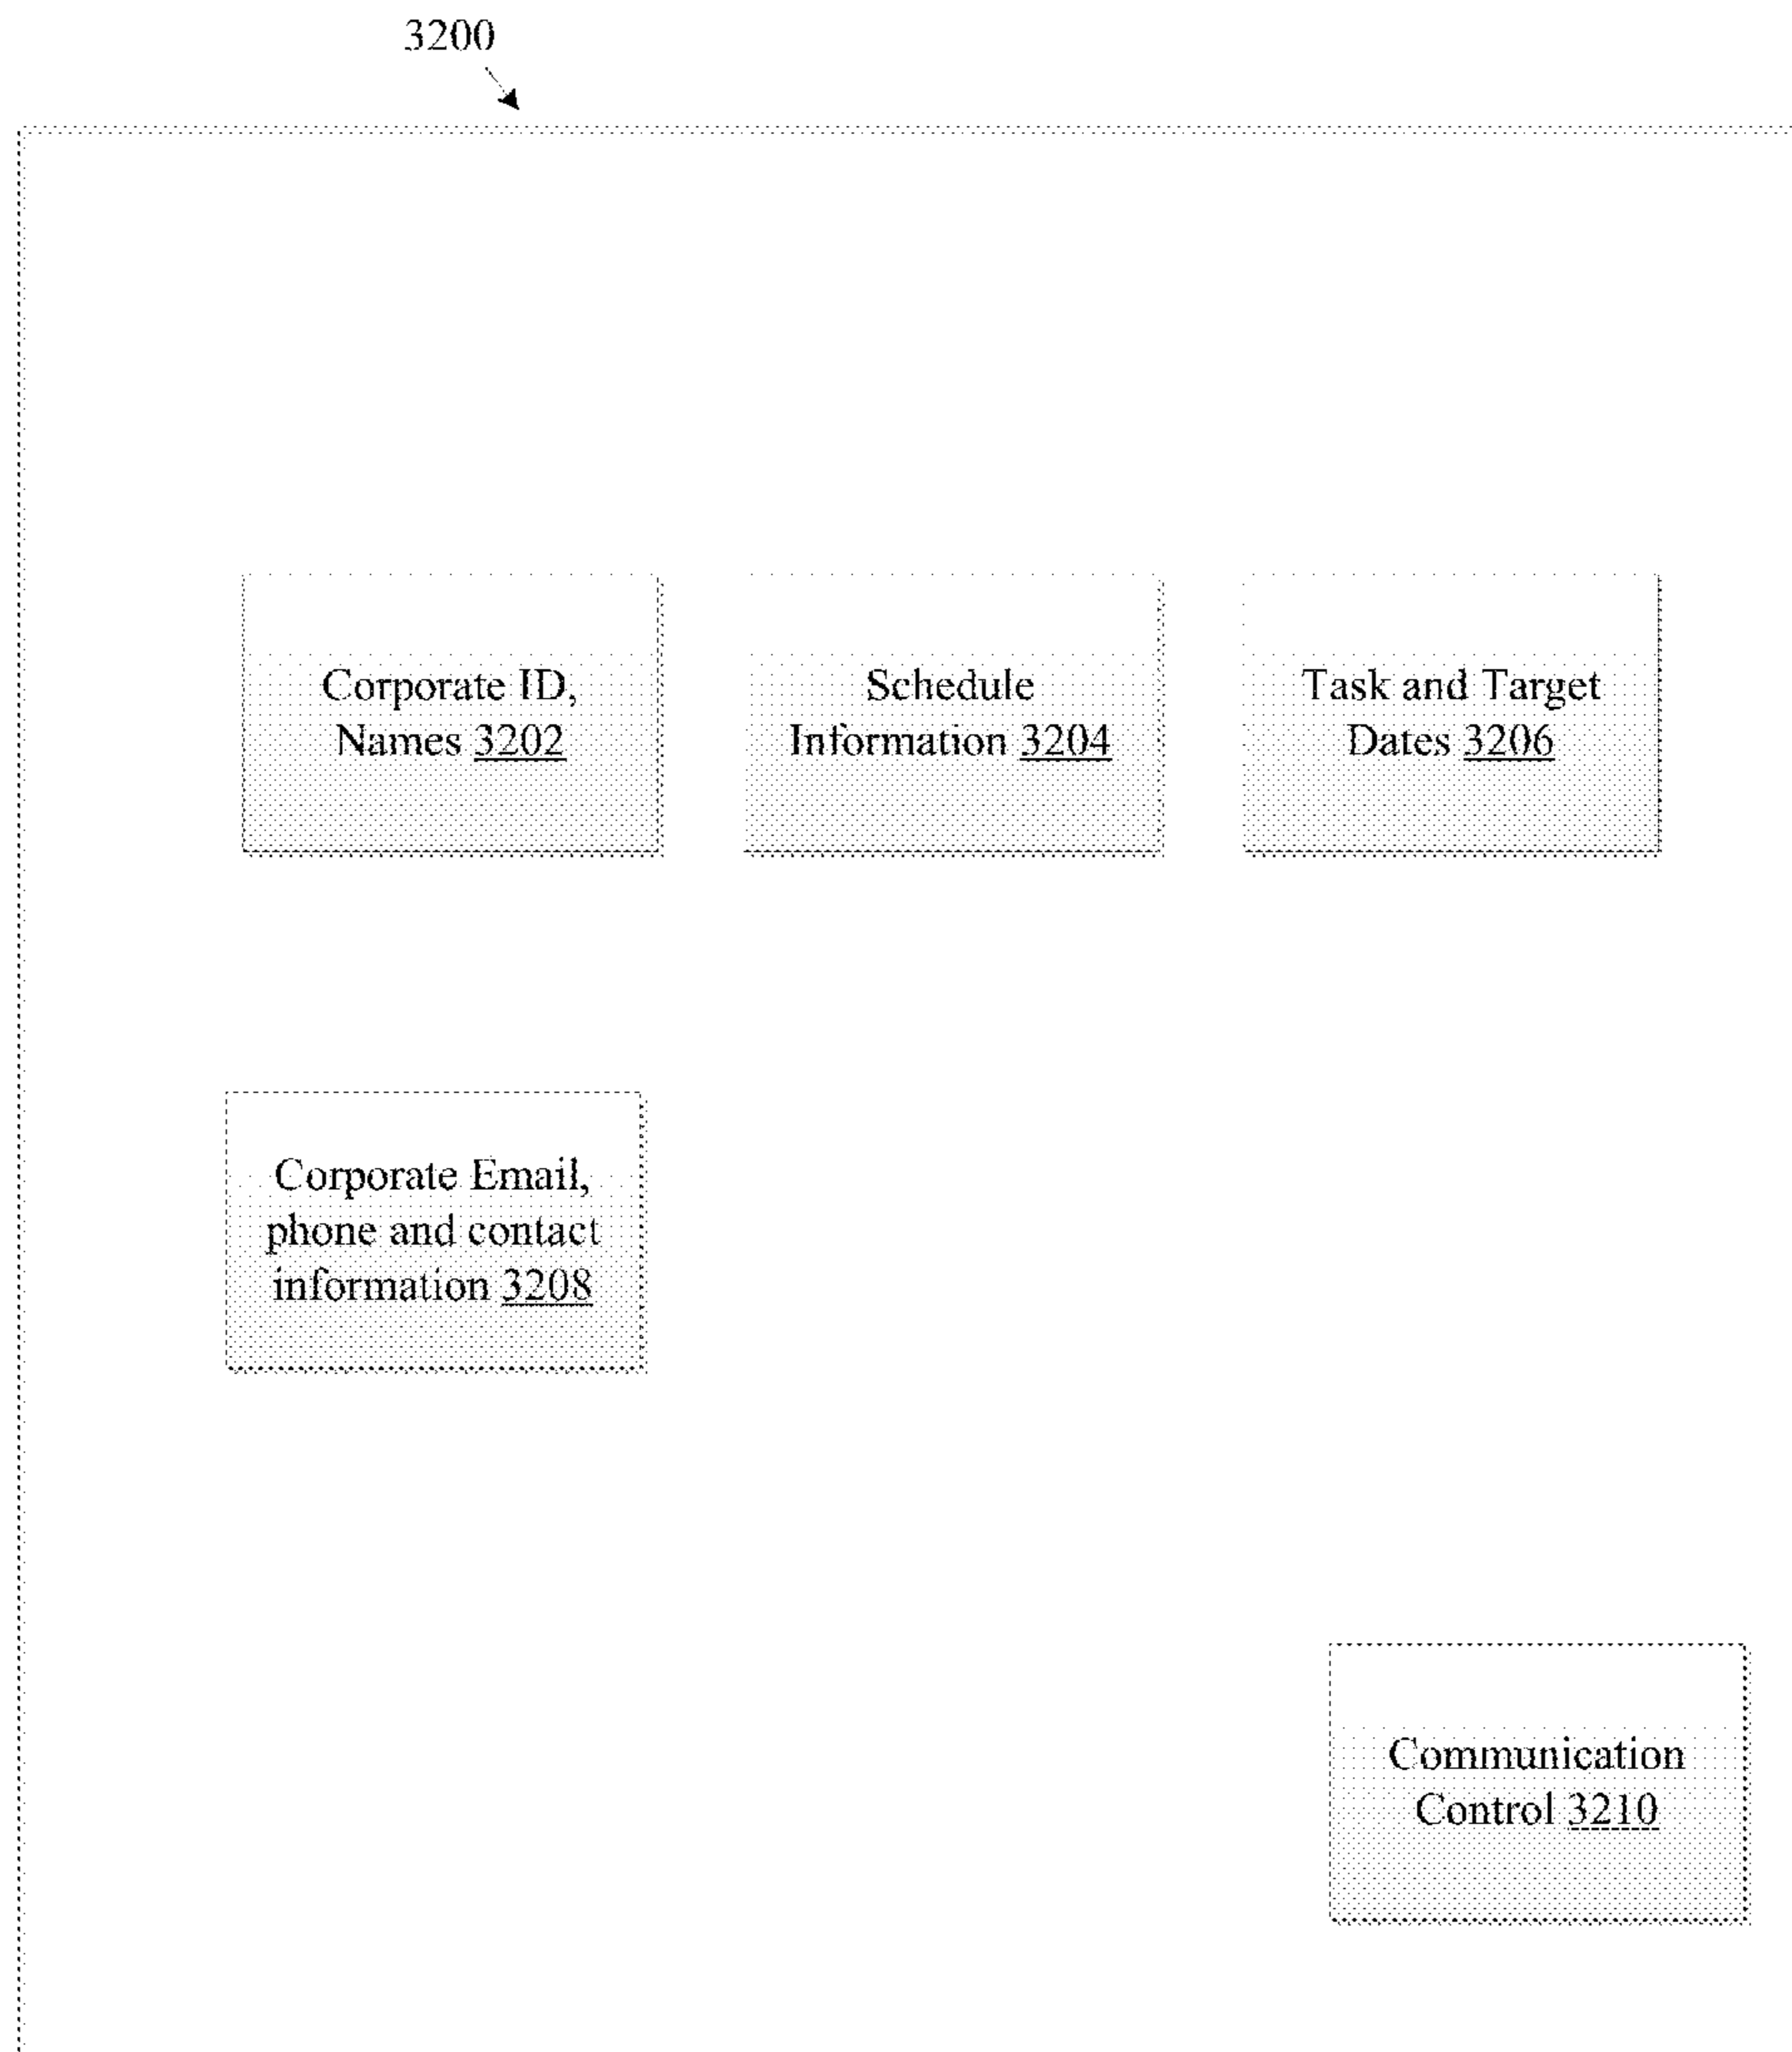 3200
Corporate ID,
Names 3202
Schedule
Information 3204
Task and Target
Dates 3206
Corporate Email,
phone and contact
information 3208
Communication
Control 3210